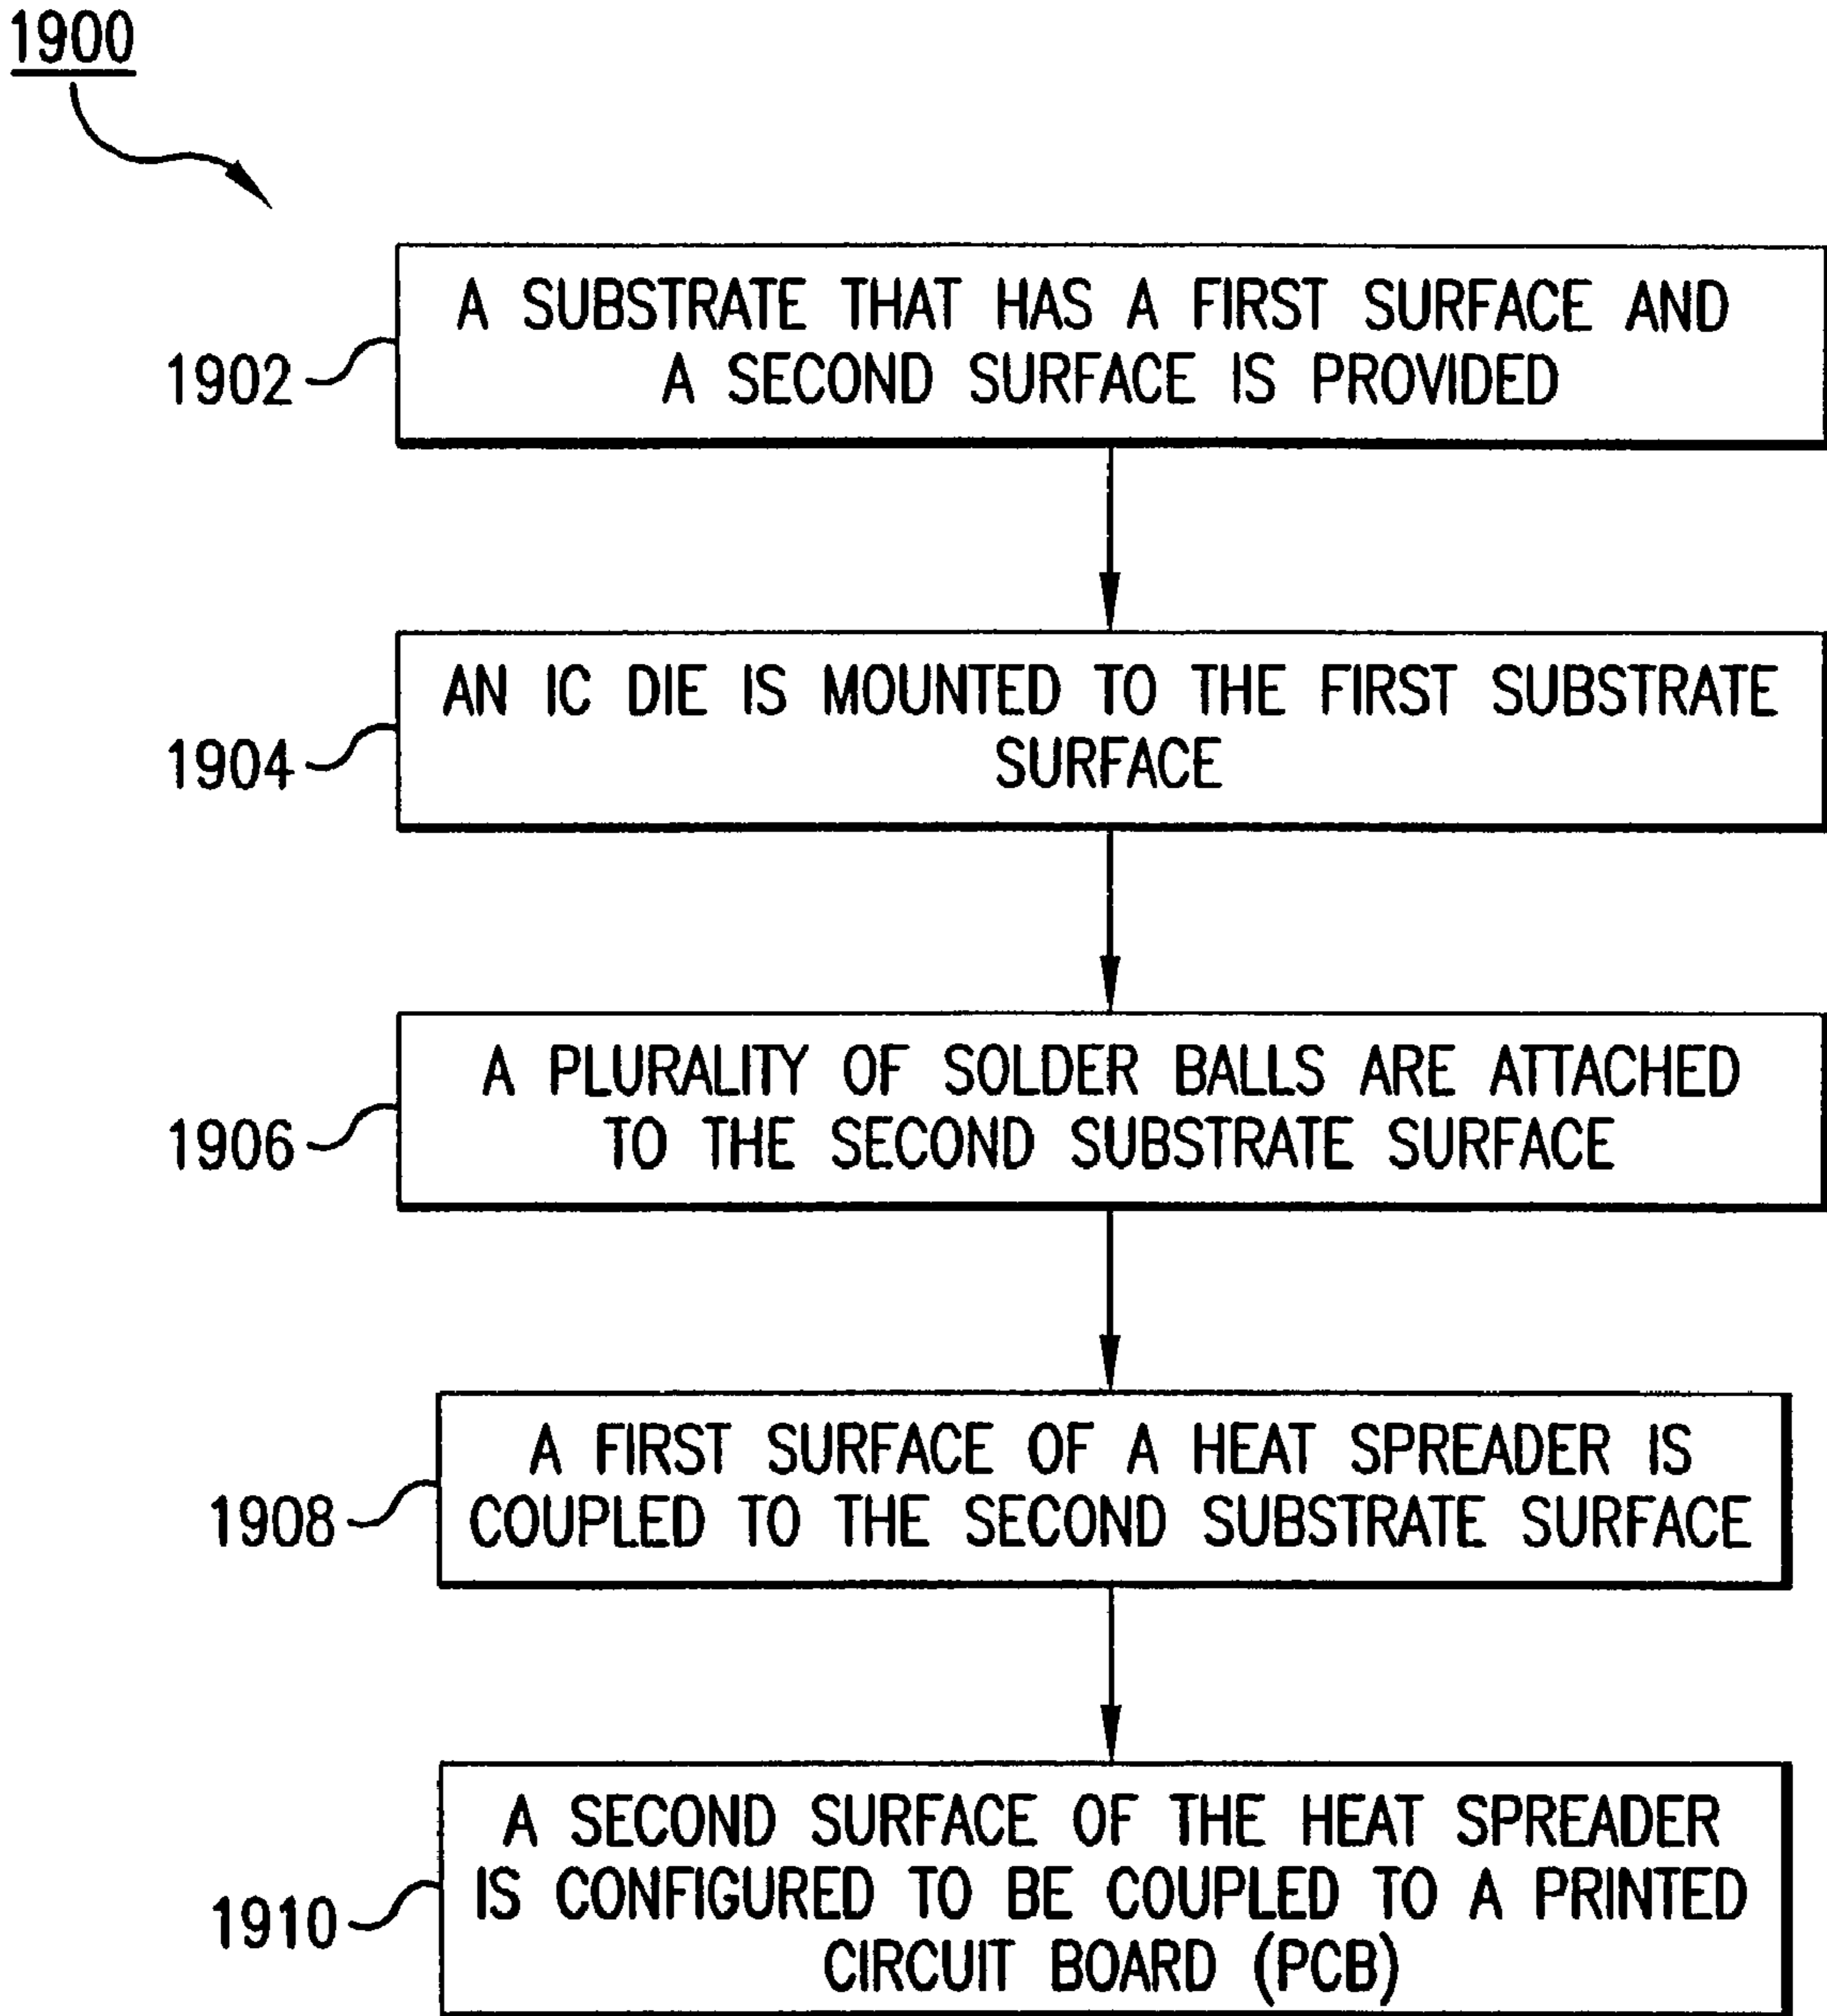 1900
A SUBSTRATE THAT HAS A FIRST SURFACE AND
A SECOND SURFACE IS PROVIDED
1902
AN IC DIE IS MOUNTED TO THE FIRST SUBSTRATE
SURFACE
1904
A PLURALITY OF SOLDER BALLS ARE ATTACHED
TO THE SECOND SUBSTRATE SURFACE
1906
A FIRST SURFACE OF A HEAT SPREADER IS
COUPLED TO THE SECOND SUBSTRATE SURFACE
1908
A SECOND SURFACE OF THE HEAT SPREADER
IS CONFIGURED TO BE COUPLED TO A PRINTED
CIRCUIT BOARD (PCB)
1910